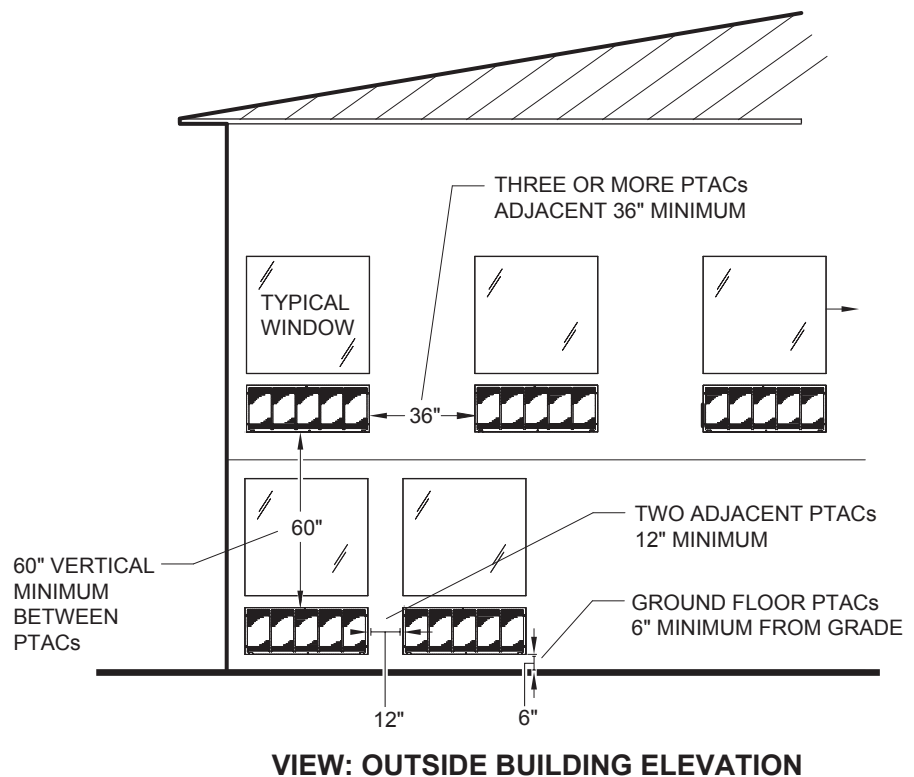 THREE OR MORE PTACs
ADJACENT 36" MINIMUM
TYPICAL
WINDOW
36"
60"
TWO ADJACENT PTACs
12" MINIMUM
60" VERTICAL
MINIMUM
BETWEEN
PTACs
GROUND FLOOR PTACs
6" MINIMUM FROM GRADE
12"
6"
VIEW: OUTSIDE BUILDING ELEVATION